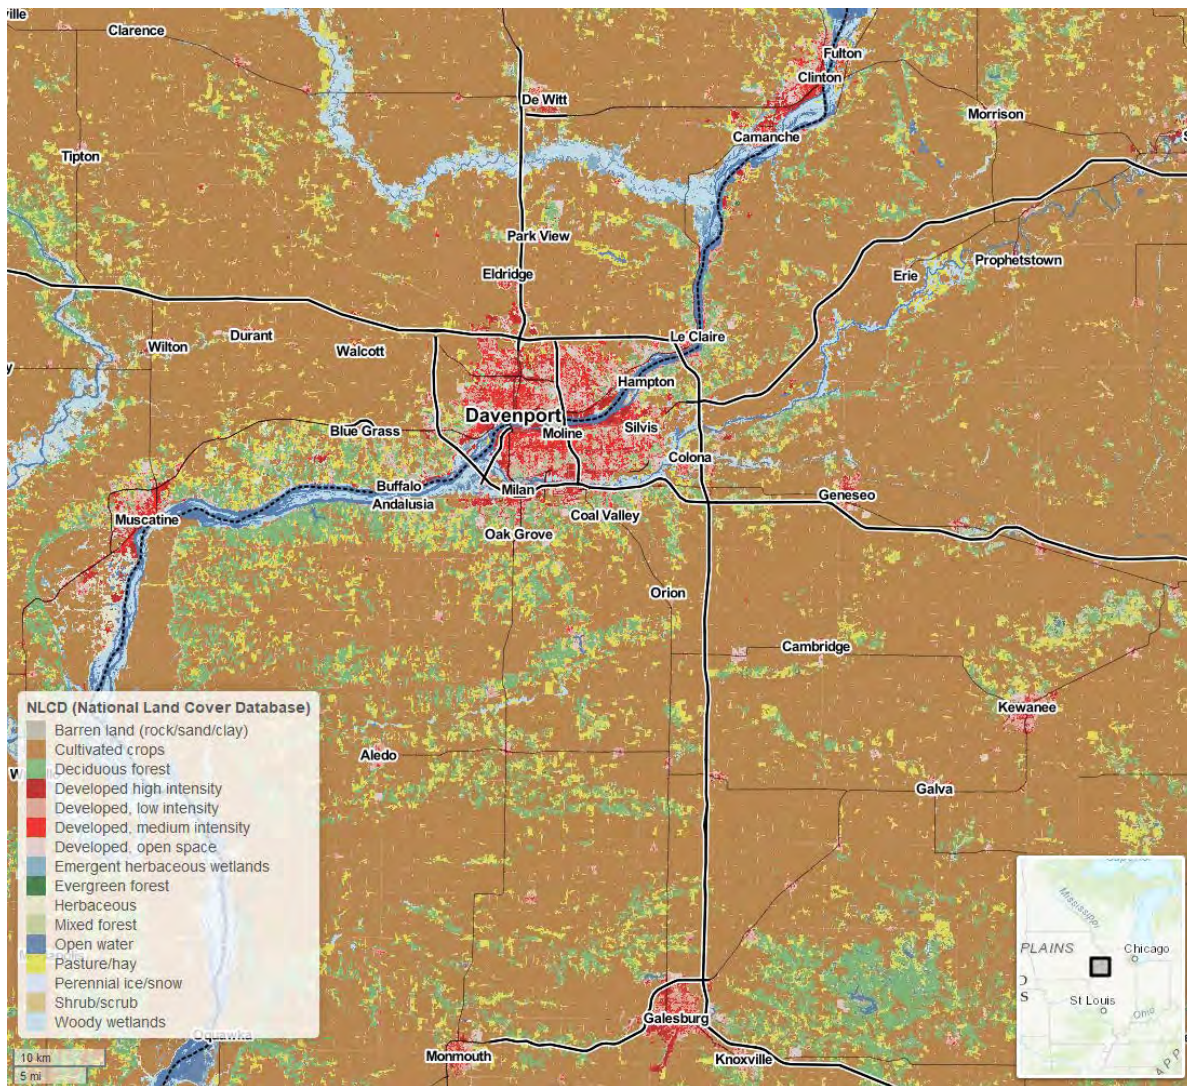 ville
Clarence
Fulton
Clinton
De Witt
Morrison
Camanche
Tipton
Park View
Prophetstown
Erie
Eldridge
Durant
Le Claire
Wilton
Walcott
Hampton
Davenport
Silvis
Blue Grass
Moline
Colona
Buffalo
Milan
Geneseo
Andalusia
Muscatine
Coal Valley
Oak Grove
Orion
Cambridge
Kewanee
Aledo
Galva
NLCD (National Land Cover Database)
Barren land (rock/sand/clay)
Cultivated crops
Deciduous forest
Developed high intensity
Developed, low intensity
Developed, medium intensity
Developed, open space
Emergent herbaceous wetlands
Evergreen forest
Herbaceous
Mixed forest
Open water
Pasture/hay
Perennial ice/snow
Shrub/scrub
Woody wetlands
Oquawka
10 km
5 mi
Galesburg
Monmouth
Knoxville
Mississippi
PLAINS
Chicago
St Louis
Ohio
APP